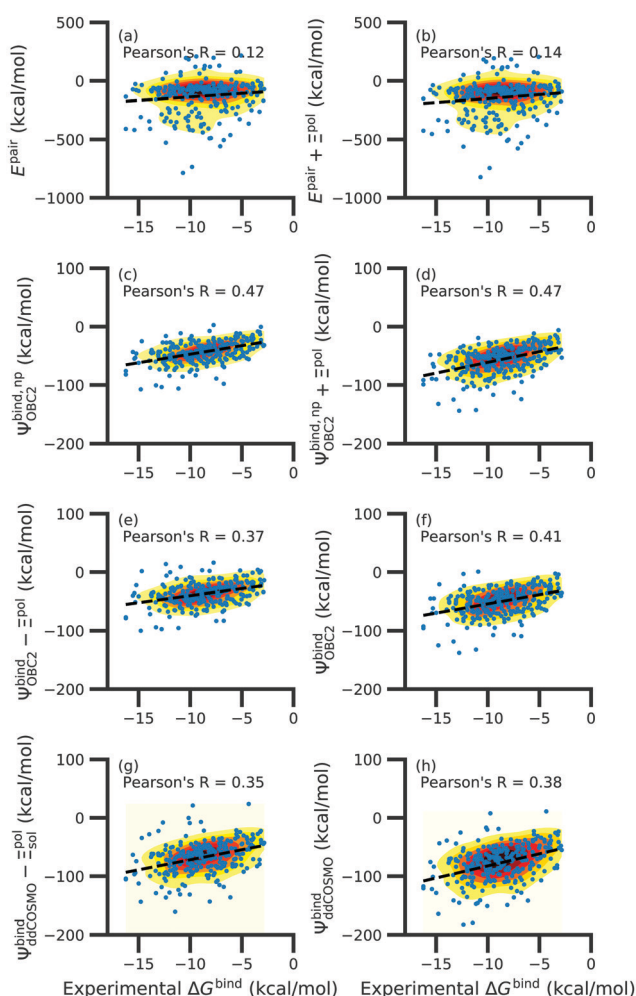 (a)
Pearson's R = 0.12
500
0
−500
−1000
E^pair (kcal/mol)
−15 −10 −5 0
(b)
Pearson's R = 0.14
500
0
−500
−1000
E^pair + Ξ^pol (kcal/mol)
−15 −10 −5 0
(c)
Pearson's R = 0.47
100
0
−100
−200
Ψ^bind, np_OBC2 (kcal/mol)
−15 −10 −5 0
(d)
Pearson's R = 0.47
100
0
−100
−200
Ψ^bind, np_OBC2 + Ξ^pol (kcal/mol)
−15 −10 −5 0
(e)
Pearson's R = 0.37
100
0
−100
−200
Ψ^bind_OBC2 − Ξ^pol (kcal/mol)
−15 −10 −5 0
(f)
Pearson's R = 0.41
100
0
−100
−200
Ψ^bind_OBC2 (kcal/mol)
−15 −10 −5 0
(g)
Pearson's R = 0.35
100
0
−100
−200
Ψ^bind_ddCOSMO − Ξ^pol_sol (kcal/mol)
−15 −10 −5 0
Experimental ΔG^bind (kcal/mol)
(h)
Pearson's R = 0.38
100
0
−100
−200
Ψ^bind_ddCOSMO (kcal/mol)
−15 −10 −5 0
Experimental ΔG^bind (kcal/mol)